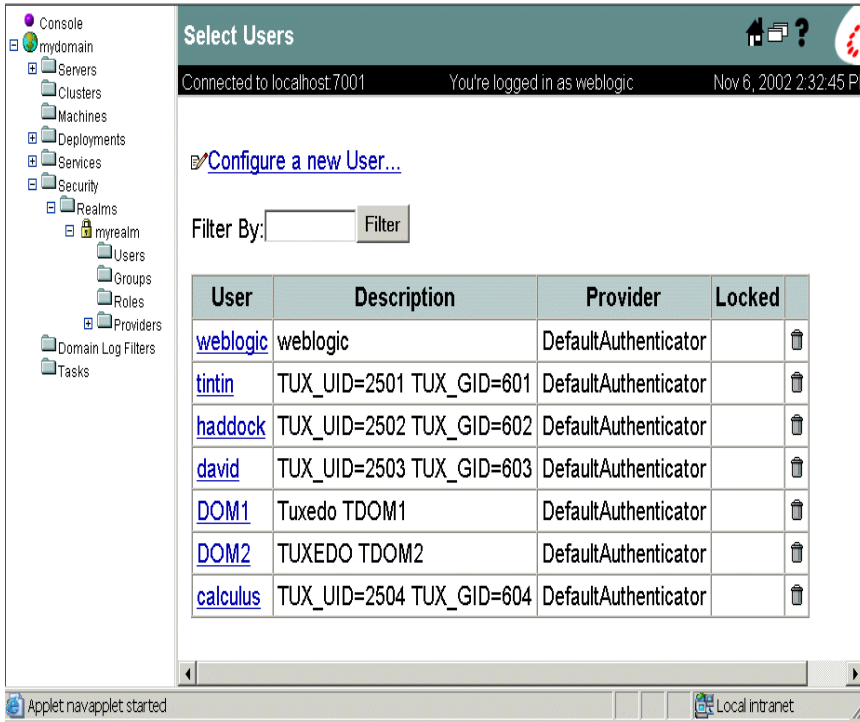 Console
mydomain
Servers
Clusters
Machines
Deployments
Services
Security
Realms
myrealm
Users
Groups
Roles
Providers
Domain Log Filters
Tasks
Select Users
?
Connected to localhost:7001 You're logged in as weblogic Nov 6, 2002 2:32:45 P
Configure a new User...
Filter By: Filter
User Description Provider Locked
weblogic weblogic DefaultAuthenticator
tintin TUX_UID=2501 TUX_GID=601 DefaultAuthenticator
haddock TUX_UID=2502 TUX_GID=602 DefaultAuthenticator
david TUX_UID=2503 TUX_GID=603 DefaultAuthenticator
DOM1 Tuxedo TDOM1 DefaultAuthenticator
DOM2 TUXEDO TDOM2 DefaultAuthenticator
calculus TUX_UID=2504 TUX_GID=604 DefaultAuthenticator
Applet navapplet started Local intranet